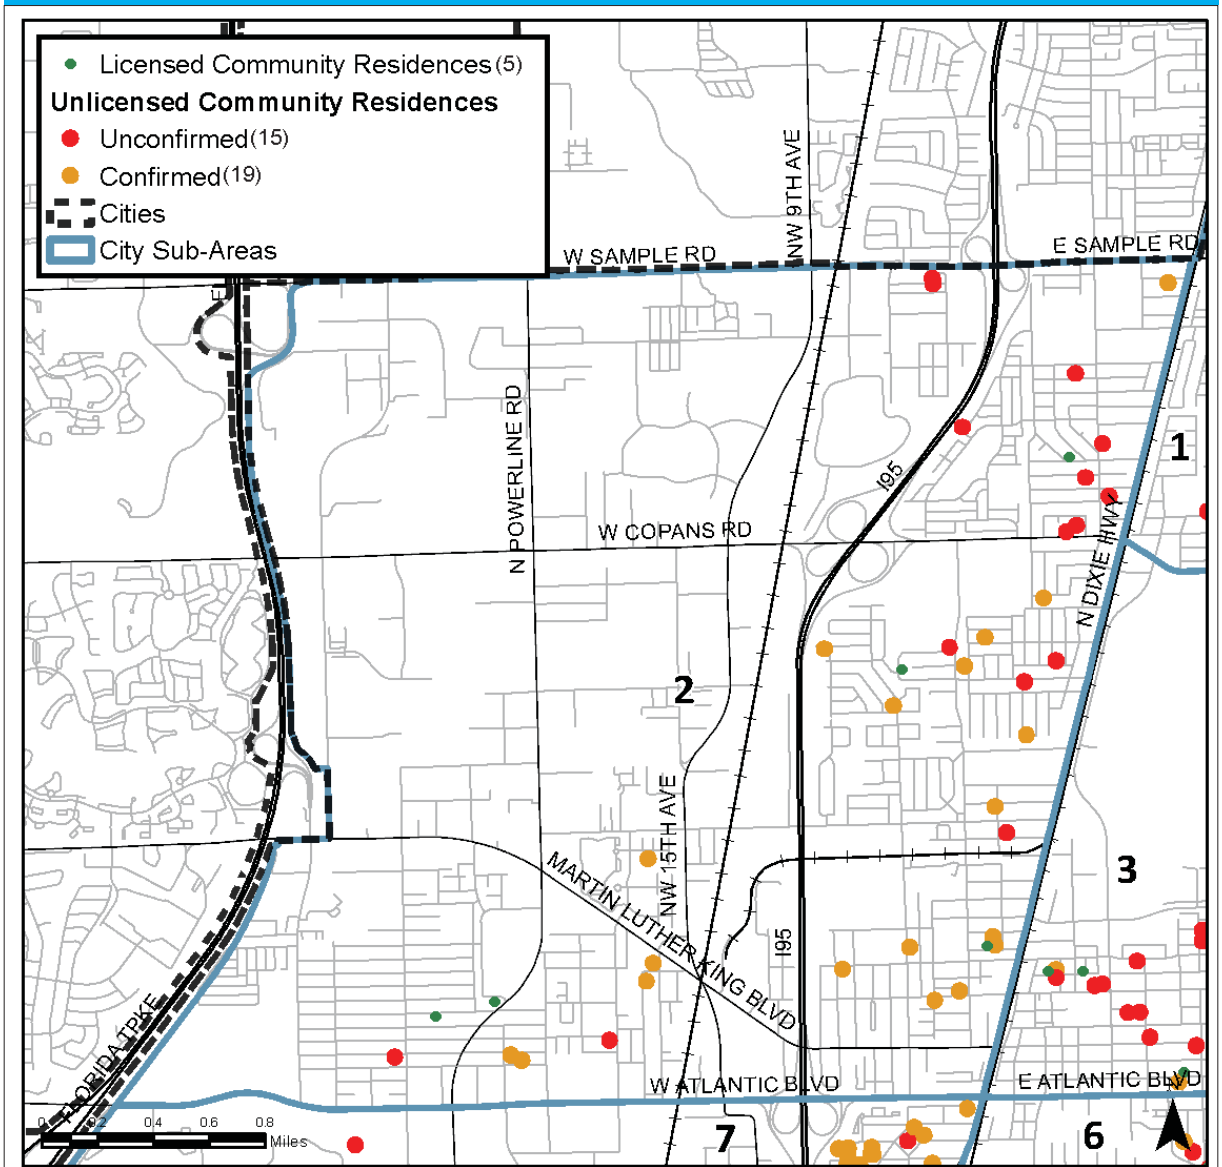 Licensed Community Residences (5)
Unlicensed Community Residences
Unconfirmed (15)
Confirmed (19)
Cities
City Sub-Areas
NW 9TH AVE
W SAMPLE RD
E SAMPLE RD
E
N POWERLINE RD
I95
1
W COPANS RD
N DIXIE HWY
2
NW 15TH AVE
MARTIN LUTHER KING BLVD
3
I95
FLORIDA TPKE
W ATLANTIC BLVD
E ATLANTIC BLVD
0 0.2 0.4 0.6 0.8
Miles
7
6